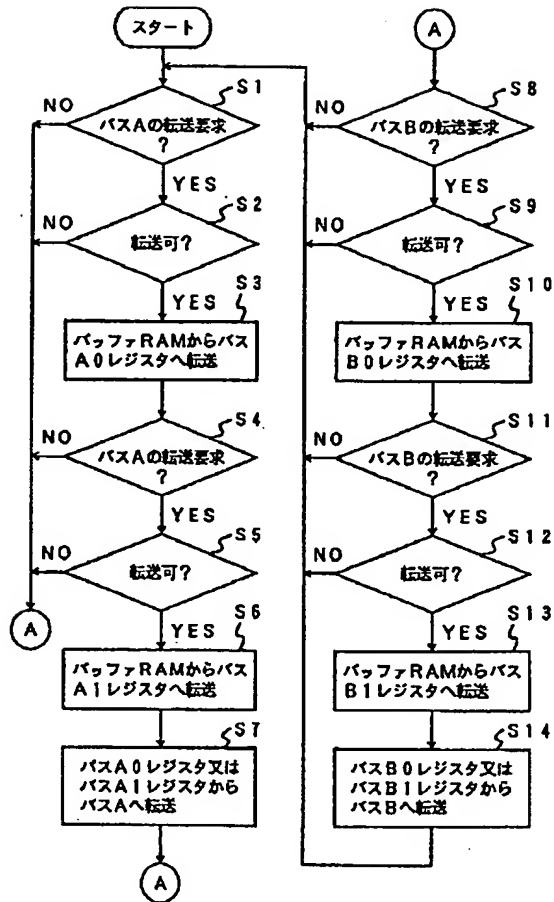 スタート
S1
バスAの転送要求
?
NO
YES
S2
転送可?
NO
YES
S3
バッファRAMからバス
A0レジスタへ転送
S4
バスAの転送要求
?
NO
YES
S5
転送可?
NO
YES
A
S6
バッファRAMからバス
A1レジスタへ転送
S7
バスA0レジスタ又は
バスA1レジスタから
バスAへ転送
A
A
S8
バスBの転送要求
?
NO
YES
S9
転送可?
NO
YES
S10
バッファRAMからバス
B0レジスタへ転送
S11
バスBの転送要求
?
NO
YES
S12
転送可?
NO
YES
S13
バッファRAMからバス
B1レジスタへ転送
S14
バスB0レジスタ又は
バスB1レジスタから
バスBへ転送